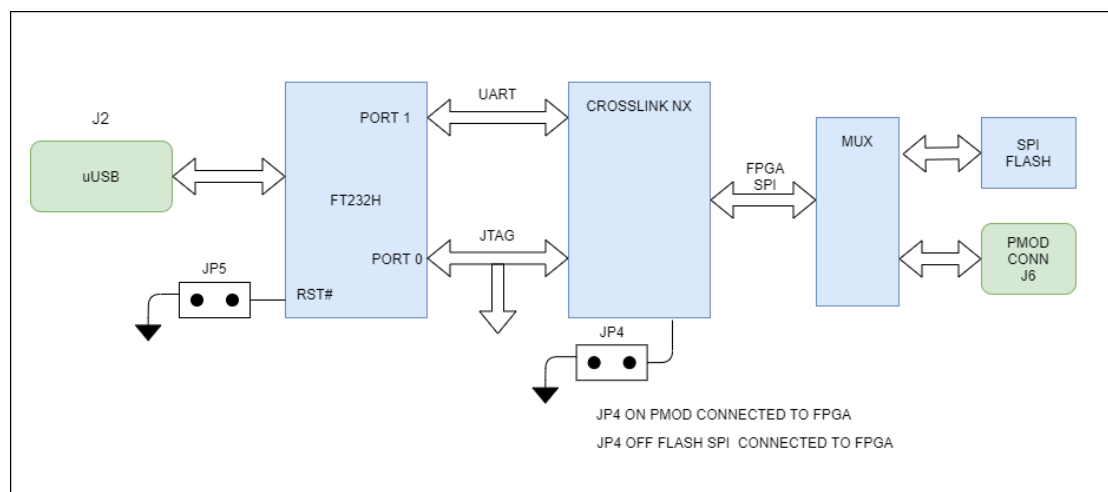 J2
uUSB
PORT 1
FT232H
PORT 0
RST#
JP5
UART
JTAG
CROSSLINK NX
JP4
FPGA
SPI
MUX
SPI
FLASH
PMOD
CONN
J6
JP4 ON PMOD CONNECTED TO FPGA
JP4 OFF FLASH SPI  CONNECTED TO FPGA